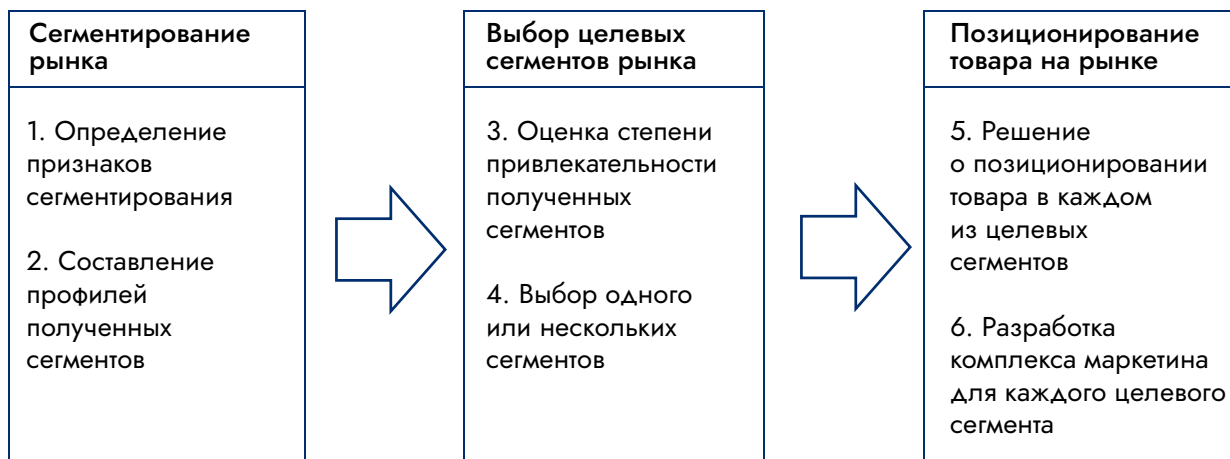 Сегментирование
рынка
1. Определение
признаков
сегментирования
2. Составление
профилей
полученных
сегментов
Выбор целевых
сегментов рынка
3. Оценка степени
привлекательности
полученных
сегментов
4. Выбор одного
или нескольких
сегментов
Позиционирование
товара на рынке
5. Решение
о позиционировании
товара в каждом
из целевых
сегментов
6. Разработка
комплекса маркетина
для каждого целевого
сегмента